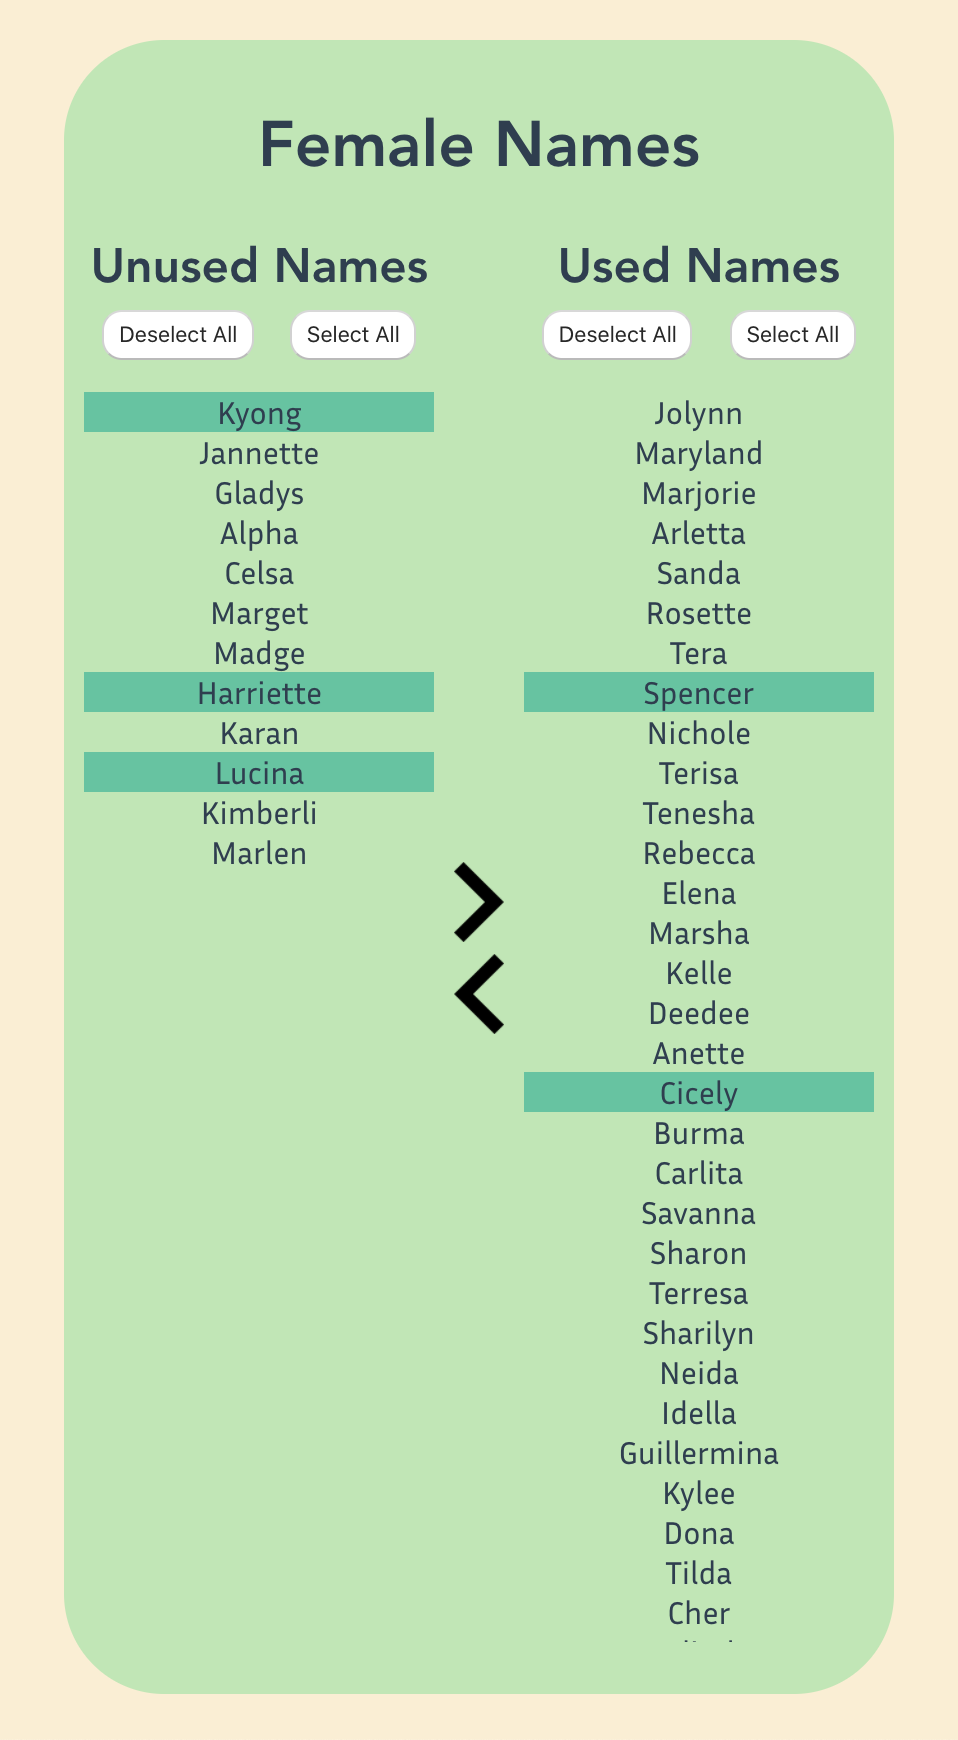 Female Names
Unused Names
Deselect All Select All
Kyong
Jannette
Gladys
Alpha
Celsa
Marget
Madge
Harriette
Karan
Lucina
Kimberli
Marlen
Used Names
Deselect All Select All
Jolynn
Maryland
Marjorie
Arletta
Sanda
Rosette
Tera
Spencer
Nichole
Terisa
Tenesha
Rebecca
Elena
Marsha
Kelle
Deedee
Anette
Cicely
Burma
Carlita
Savanna
Sharon
Terresa
Sharilyn
Neida
Idella
Guillermina
Kylee
Dona
Tilda
Cher